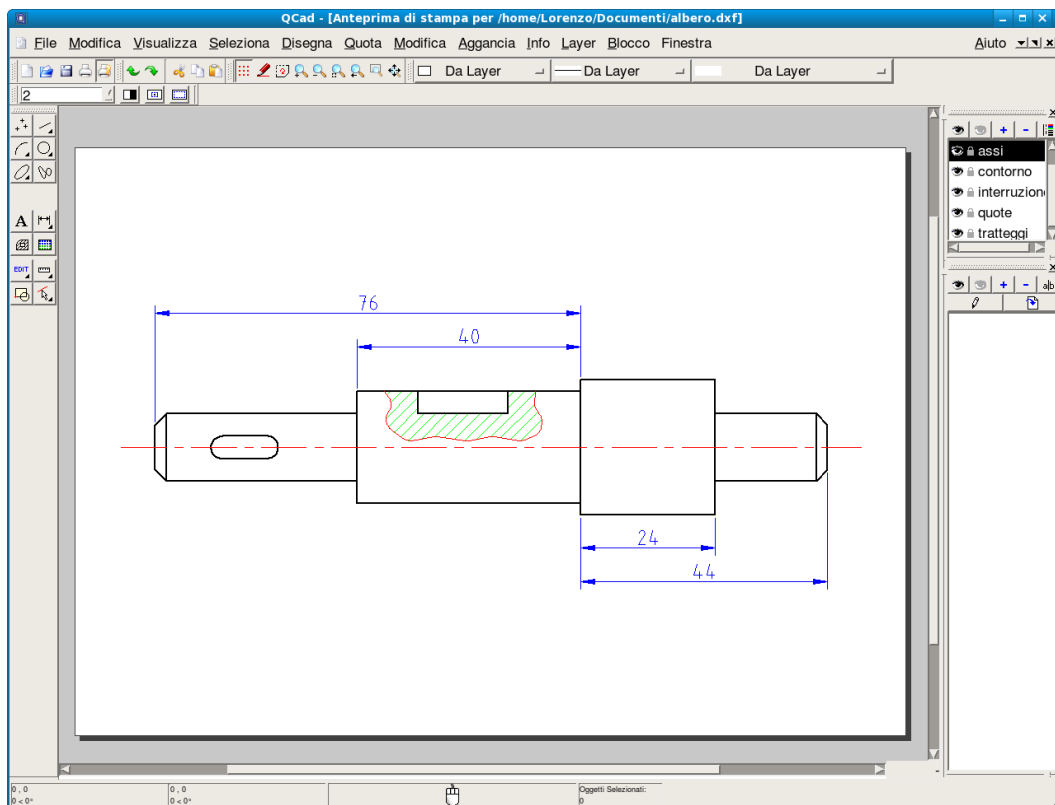 QCad - [Anteprima di stampa per /home/Lorenzo/Documenti/albero.dxf]
File Modifica Visualizza Seleziona Disegna Quota Modifica Aggancia Info Layer Blocco Finestra Aiuto
Da Layer Da Layer Da Layer
2
assi
contorno
interruzion
quote
tratteggi
A
EDIT
ab
76
40
24
44
0 , 0 0 , 0 Oggetti Selezionati:
0 < 0° 0 < 0° 0